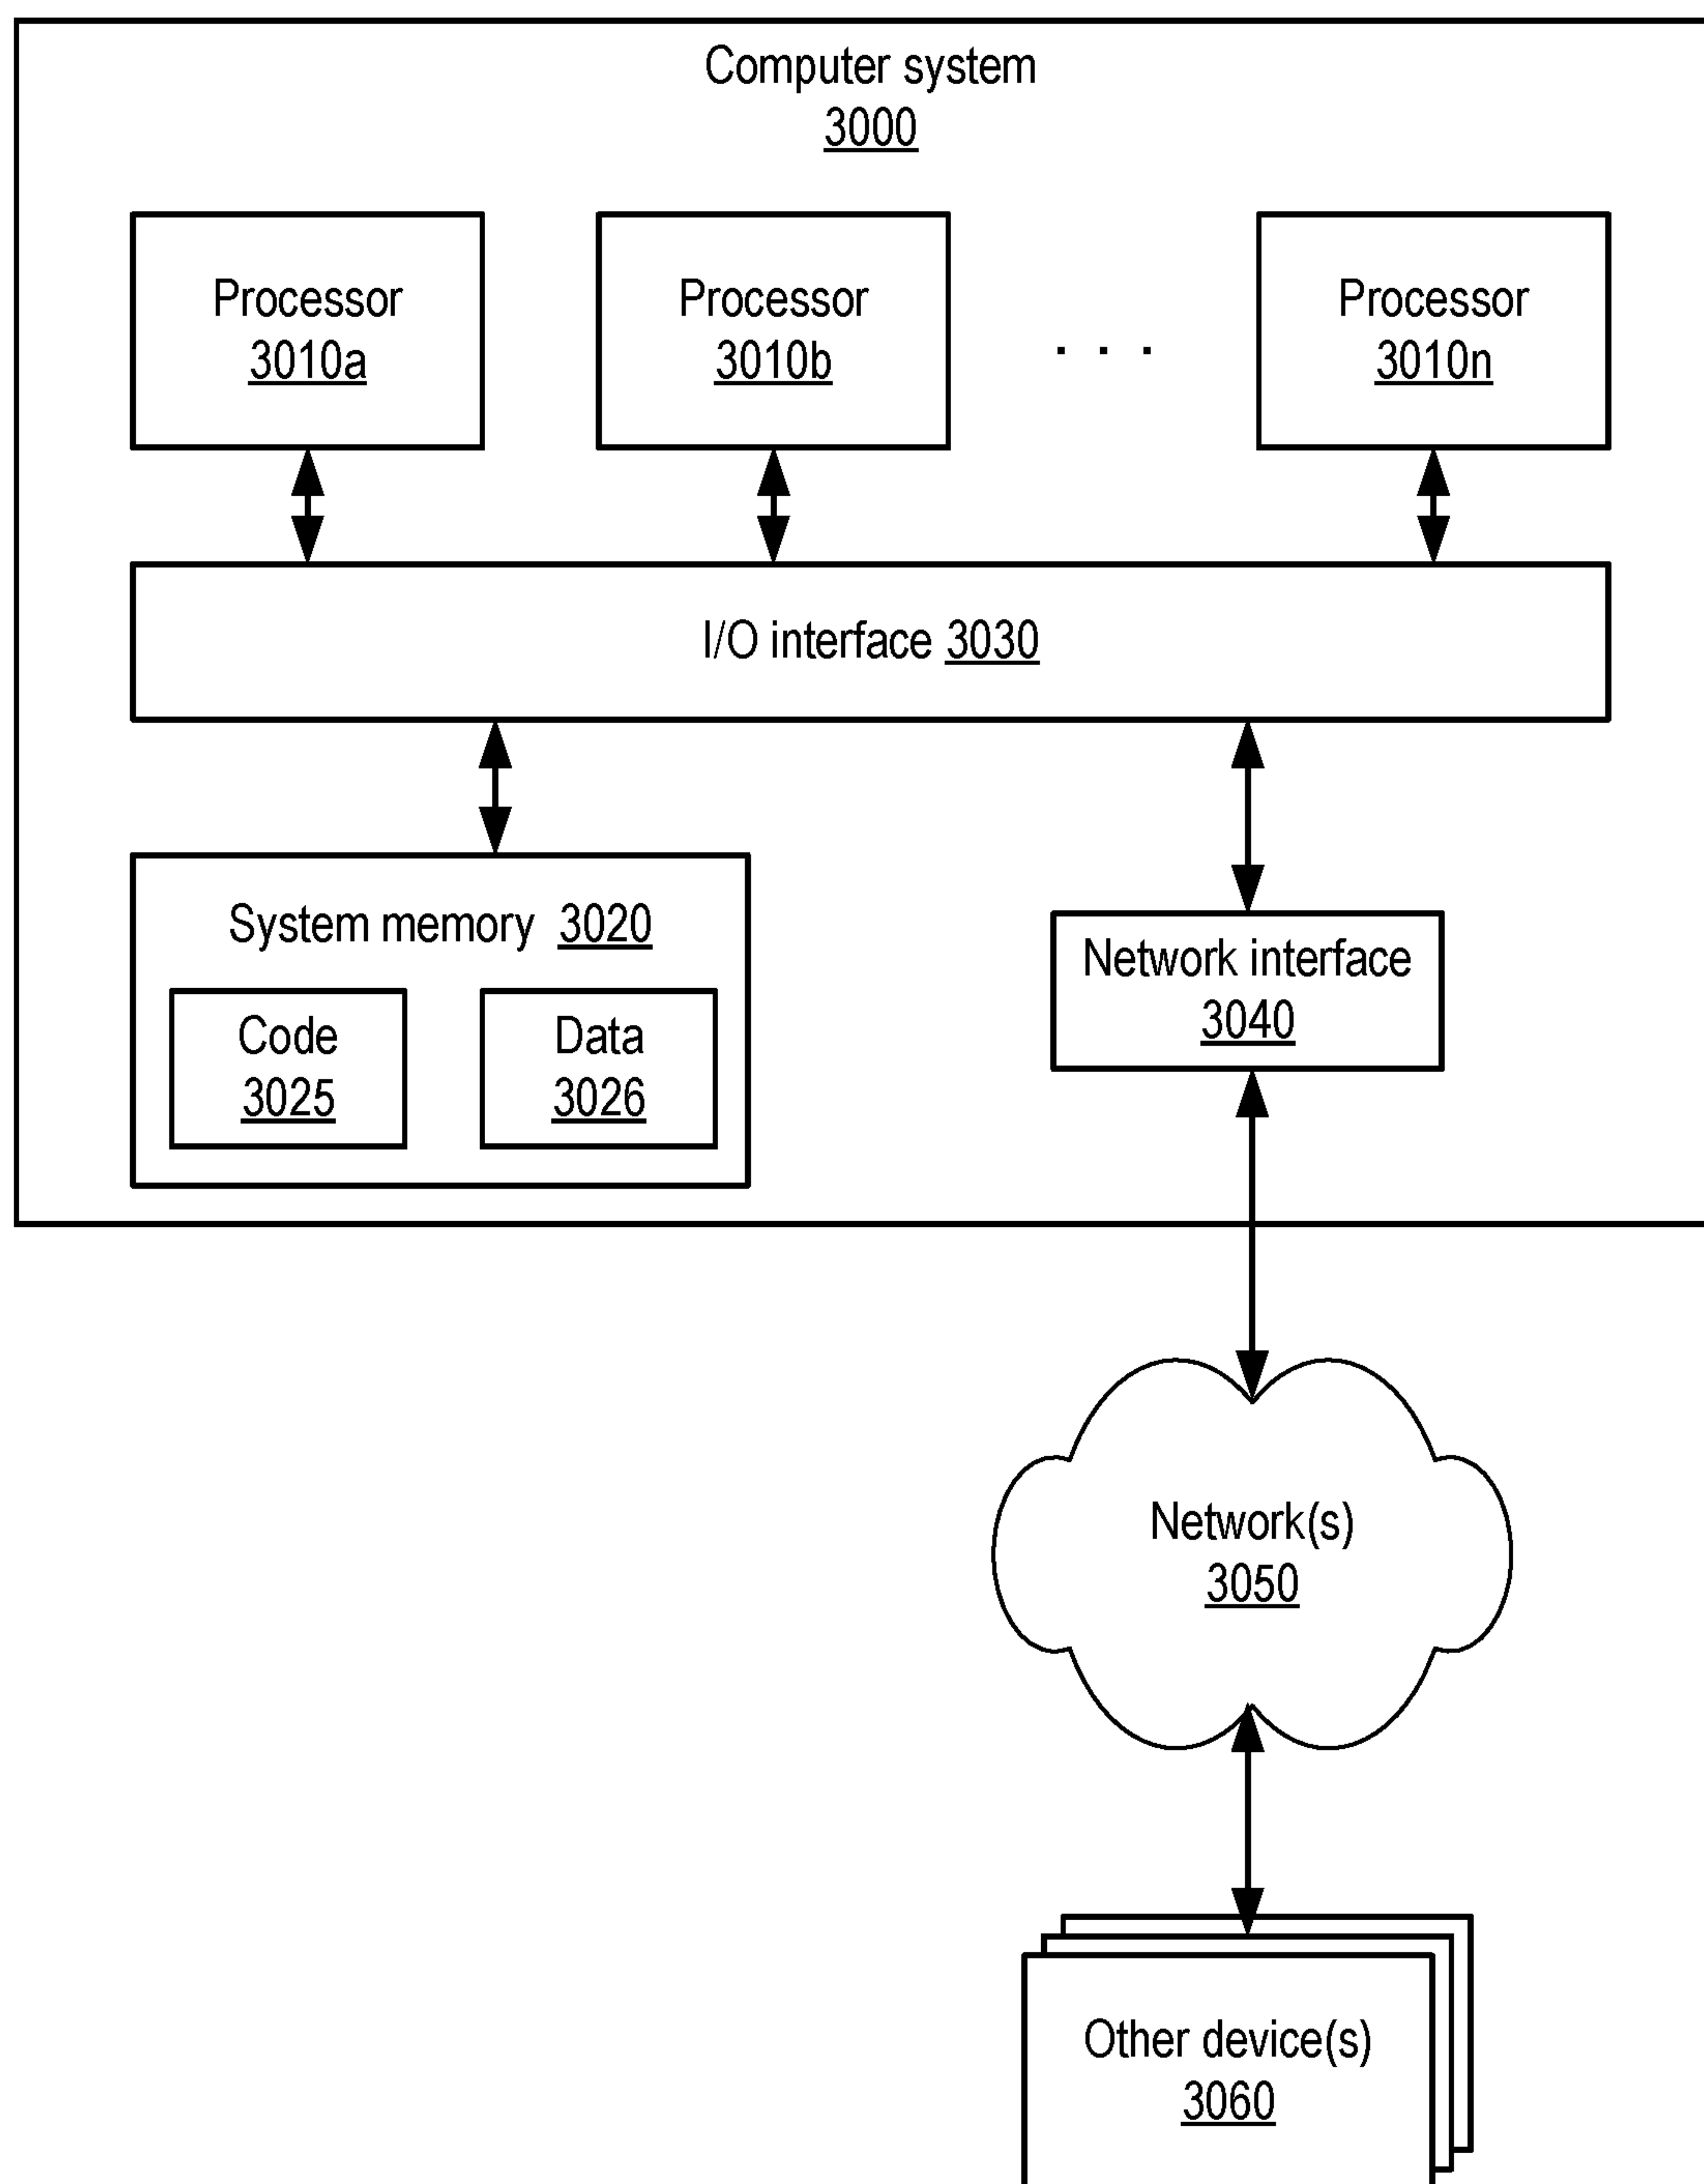 Computer system
3000
Processor
3010a
Processor
3010b
. . .
Processor
3010n
I/O interface 3030
System memory 3020
Code
3025
Data
3026
Network interface
3040
Network(s)
3050
Other device(s)
3060